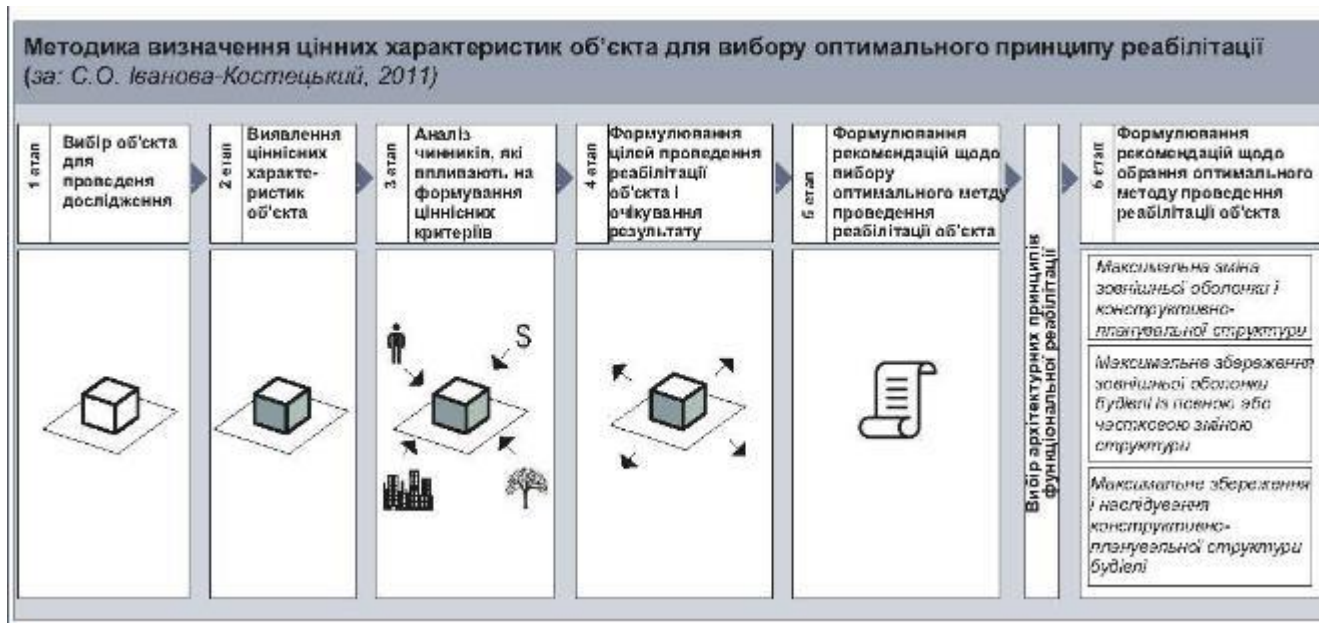 Методика визначення цінних характеристик об'єкта для вибору оптимального принципу реабілітації
(за: С.О. Іванова-Костецький, 2011)
1 етап
Вибір об'єкта
для
проведеня
дослідження
2 етап
Виявлення
ціннісних
характе-
ристик
об'єкта
3 етап
Аналіз
чинників, які
впливають на
формування
ціннісних
критеріїв
4 етап
Формулювання
цілей проведення
реабілітації
об'єкта і
очікування
результату
5 етап
Формулювання
рекомендацій щодо
вибору
оптимального метду
проведення
реабілітації об'єкта
Вибір архітектурних принципів
функціональної реабілітації
6 етап
Формулювання
рекомендацій щодо
обрання оптимального
методу проведення
реабілітації об'єкта
S
Максимальна зміна
зовнішньої оболонки і
конструктивно-
планувальної структури
Максимальне збереження
зовнішньої оболонки
будівлі із повною або
частковою зміною
структури
Максимальне збереження
і наслідування
конструктивно-
планувальної структури
будівлі